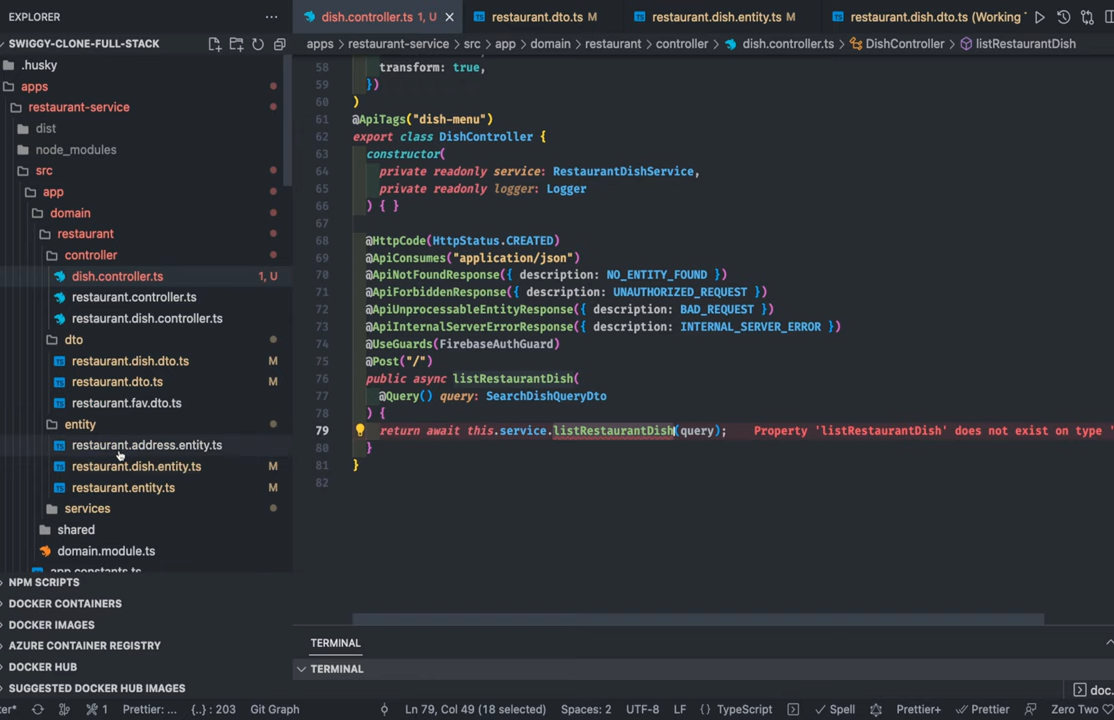 EXPLORER
dish.controller.ts 1, U
restaurant.dto.ts M
restaurant.dish.entity.ts M
restaurant.dish.dto.ts (Working
SWIGGY-CLONE-FULL-STACK
apps > restaurant-service > src > app > domain > restaurant > controller > dish.controller.ts > DishController > listRestaurantDish
.husky
apps
restaurant-service
dist
node_modules
src
app
domain
restaurant
controller
dish.controller.ts 1, U
restaurant.controller.ts
restaurant.dish.controller.ts
dto
restaurant.dish.dto.ts M
restaurant.dto.ts M
restaurant.fav.dto.ts
entity
restaurant.address.entity.ts
restaurant.dish.entity.ts M
restaurant.entity.ts M
services
shared
domain.module.ts
app.constants.ts
NPM SCRIPTS
DOCKER CONTAINERS
DOCKER IMAGES
AZURE CONTAINER REGISTRY
DOCKER HUB
SUGGESTED DOCKER HUB IMAGES
58 transform: true,
59 })
60 )
61 @ApiTags("dish-menu")
62 export class DishController {
63 constructor(
64 private readonly service: RestaurantDishService,
65 private readonly logger: Logger
66 ) { }
67
68 @HttpCode(HttpStatus.CREATED)
69 @ApiConsumes("application/json")
70 @ApiNotFoundResponse({ description: NO_ENTITY_FOUND })
71 @ApiForbiddenResponse({ description: UNAUTHORIZED_REQUEST })
72 @ApiUnprocessableEntityResponse({ description: BAD_REQUEST })
73 @ApiInternalServerErrorResponse({ description: INTERNAL_SERVER_ERROR })
74 @UseGuards(FirebaseAuthGuard)
75 @Post("/")
76 public async listRestaurantDish(
77 @Query() query: SearchDishQueryDto
78 ) {
79 return await this.service.listRestaurantDish(query); Property 'listRestaurantDish' does not exist on type '
80 }
81 }
82
TERMINAL
TERMINAL
doc.
ter* 1 Prettier: ... {..} : 203 Git Graph Ln 79, Col 49 (18 selected) Spaces: 2 UTF-8 LF {} TypeScript Spell Prettier+ Prettier Zero Two